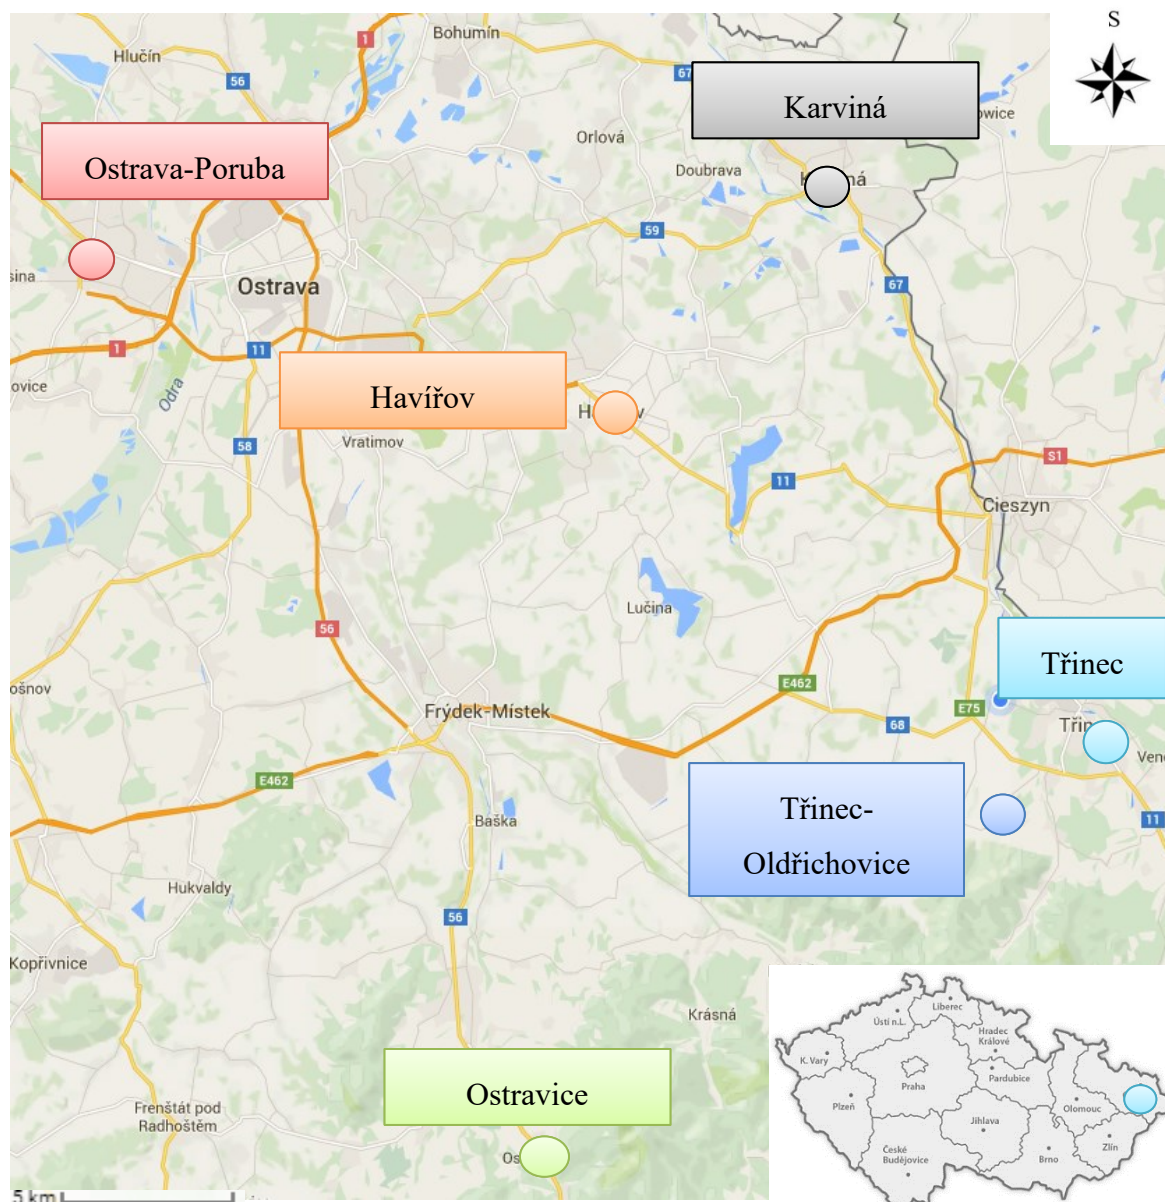 S
Hlučín
1
Bohumín
56
67
Karviná
Orlová
Doubrava
Ostrava-Poruba
59
Ostrava
67
1
11
Odra
Havířov
Vratimov
58
11
S1
Cieszyn
Lučina
56
Třinec
E462
E75
68
Frýdek-Místek
E462
Baška
Třinec-
Oldřichovice
11
Hukvaldy
56
Kopřivnice
Krásná
Ostravice
Frenštát pod
Radhoštěm
5 km
Liberec
Ústí n.L.
Hradec
Králové
K. Vary
Praha
Pardubice
Plzeň
Olomouc
Jihlava
Zlín
České
Budějovice
Brno